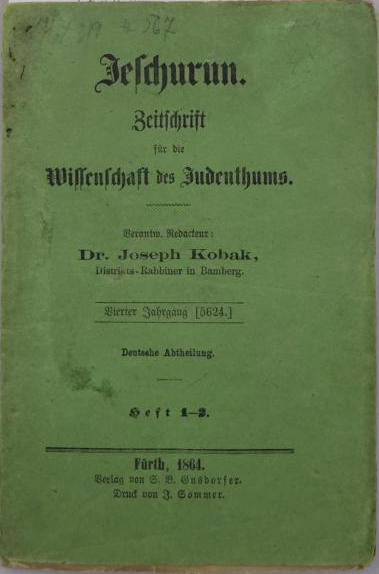 Jeschurun.
Zeitschrift
für die
Wissenschaft des Judenthums.
Verantw. Redacteur:
Dr. Joseph Kobak,
Districts-Rabbiner in Bamberg.
Vierter Jahrgang [5624.]
Deutsche Abtheilung.
Heft 1—2.
Fürth, 1864.
Verlag von S. B. Gusdorfer.
Druck von J. Sommer.